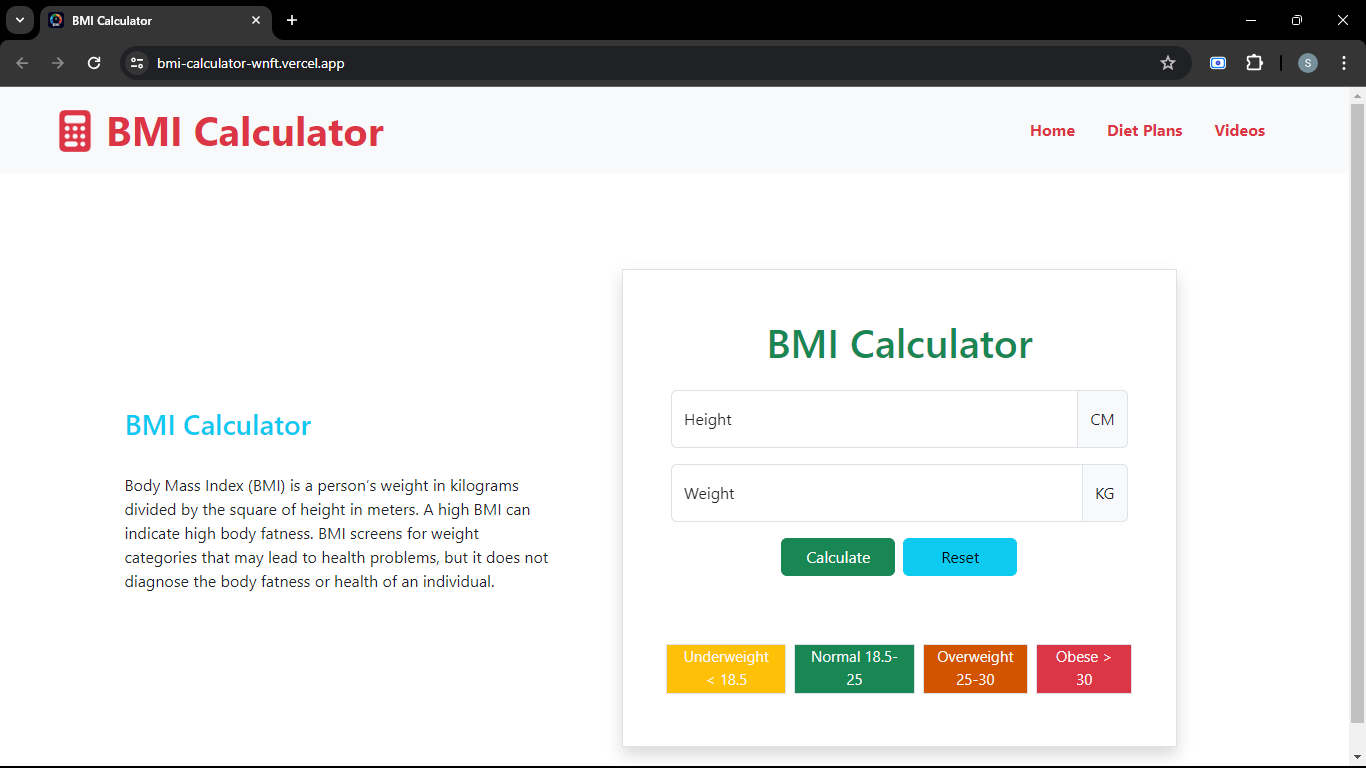 BMI Calculator
bmi-calculator-wnft.vercel.app
S
BMI Calculator
Home
Diet Plans
Videos
BMI Calculator
Body Mass Index (BMI) is a person's weight in kilograms
divided by the square of height in meters. A high BMI can
indicate high body fatness. BMI screens for weight
categories that may lead to health problems, but it does not
diagnose the body fatness or health of an individual.
BMI Calculator
Height
CM
Weight
KG
Calculate
Reset
Underweight
< 18.5
Normal 18.5-
25
Overweight
25-30
Obese >
30